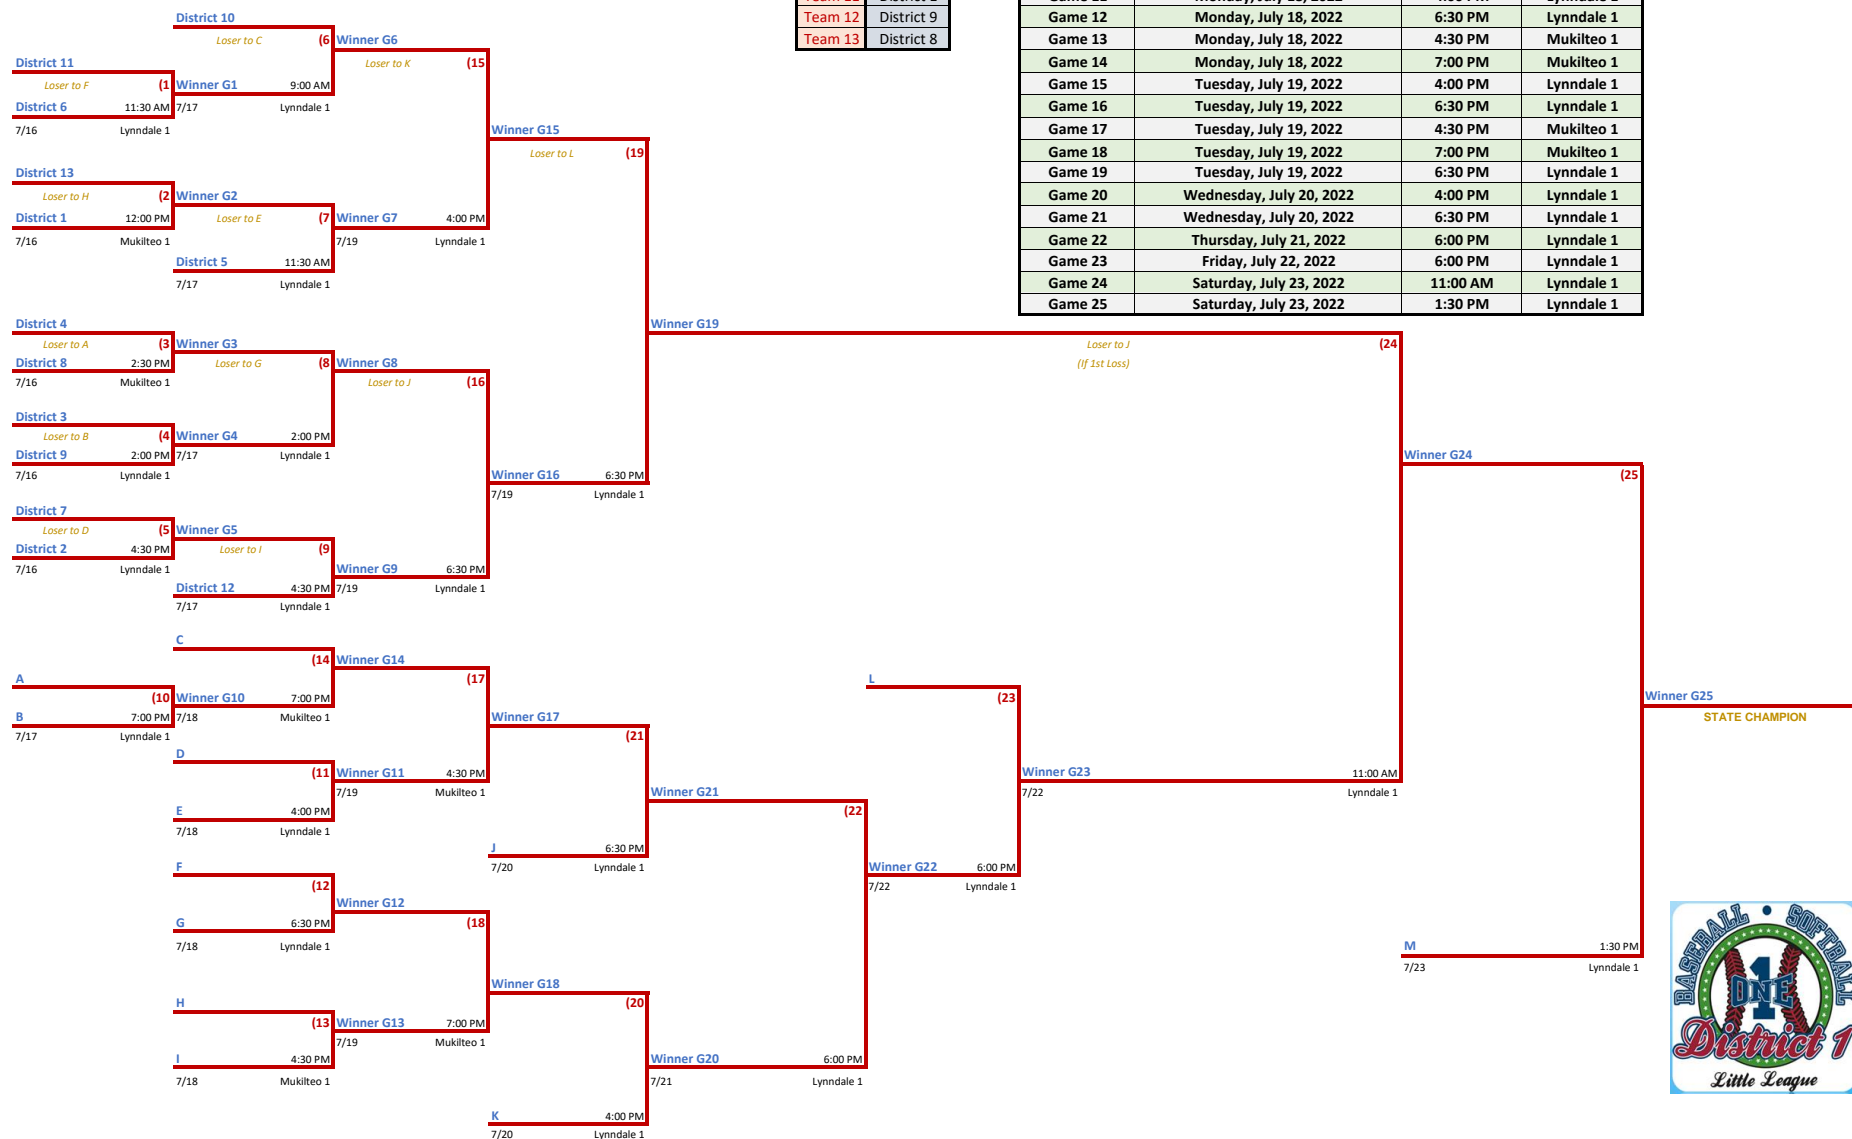 District 10
Loser to C (6 Winner G6
Loser to K (15
District 11
Loser to F (1 Winner G1 9:00 AM
District 6 11:30 AM 7/17 Lynndale 1
7/16 Lynndale 1
Winner G15
Loser to L (19
District 13
Loser to H (2 Winner G2
District 1 12:00 PM Loser to E (7 Winner G7 4:00 PM
7/16 Mukilteo 1 7/19 Lynndale 1
District 5 11:30 AM
7/17 Lynndale 1
Team 12 District 9
Team 13 District 8
Game 12 Monday, July 18, 2022 6:30 PM Lynndale 1
Game 13 Monday, July 18, 2022 4:30 PM Mukilteo 1
Game 14 Monday, July 18, 2022 7:00 PM Mukilteo 1
Game 15 Tuesday, July 19, 2022 4:00 PM Lynndale 1
Game 16 Tuesday, July 19, 2022 6:30 PM Lynndale 1
Game 17 Tuesday, July 19, 2022 4:30 PM Mukilteo 1
Game 18 Tuesday, July 19, 2022 7:00 PM Mukilteo 1
Game 19 Tuesday, July 19, 2022 6:30 PM Lynndale 1
Game 20 Wednesday, July 20, 2022 4:00 PM Lynndale 1
Game 21 Wednesday, July 20, 2022 6:30 PM Lynndale 1
Game 22 Thursday, July 21, 2022 6:00 PM Lynndale 1
Game 23 Friday, July 22, 2022 6:00 PM Lynndale 1
Game 24 Saturday, July 23, 2022 11:00 AM Lynndale 1
Game 25 Saturday, July 23, 2022 1:30 PM Lynndale 1
District 4 Winner G19
Loser to A (3 Winner G3 Loser to J (24
District 8 2:30 PM Loser to G (8 Winner G8 (If 1st Loss)
7/16 Mukilteo 1 Loser to J (16
District 3
Loser to B (4 Winner G4 2:00 PM
District 9 2:00 PM 7/17 Lynndale 1 Winner G24
7/16 Lynndale 1 Winner G16 6:30 PM (25
7/19 Lynndale 1
District 7
Loser to D (5 Winner G5
District 2 4:30 PM Loser to I (9
7/16 Lynndale 1 Winner G9 6:30 PM
District 12 4:30 PM 7/19 Lynndale 1
7/17 Lynndale 1
C
(14 Winner G14
A (17 L
(10 Winner G10 7:00 PM (23 Winner G25
B 7:00 PM 7/18 Mukilteo 1 Winner G17 STATE CHAMPION
7/17 Lynndale 1 (21
D
(11 Winner G11 4:30 PM Winner G23 11:00 AM
7/19 Mukilteo 1 Winner G21 7/22 Lynndale 1
E 4:00 PM (22
7/18 Lynndale 1
J 6:30 PM
F 7/20 Lynndale 1 Winner G22 6:00 PM
(12 7/22 Lynndale 1
Winner G12
G 6:30 PM (18
7/18 Lynndale 1 M 1:30 PM
7/23 Lynndale 1
Winner G18
H (20
(13 Winner G13 7:00 PM
7/19 Mukilteo 1
I 4:30 PM Winner G20 6:00 PM
7/18 Mukilteo 1 7/21 Lynndale 1
K 4:00 PM
7/20 Lynndale 1
BASEBALL • SOFTBALL
1
ONE
District 1
Little League